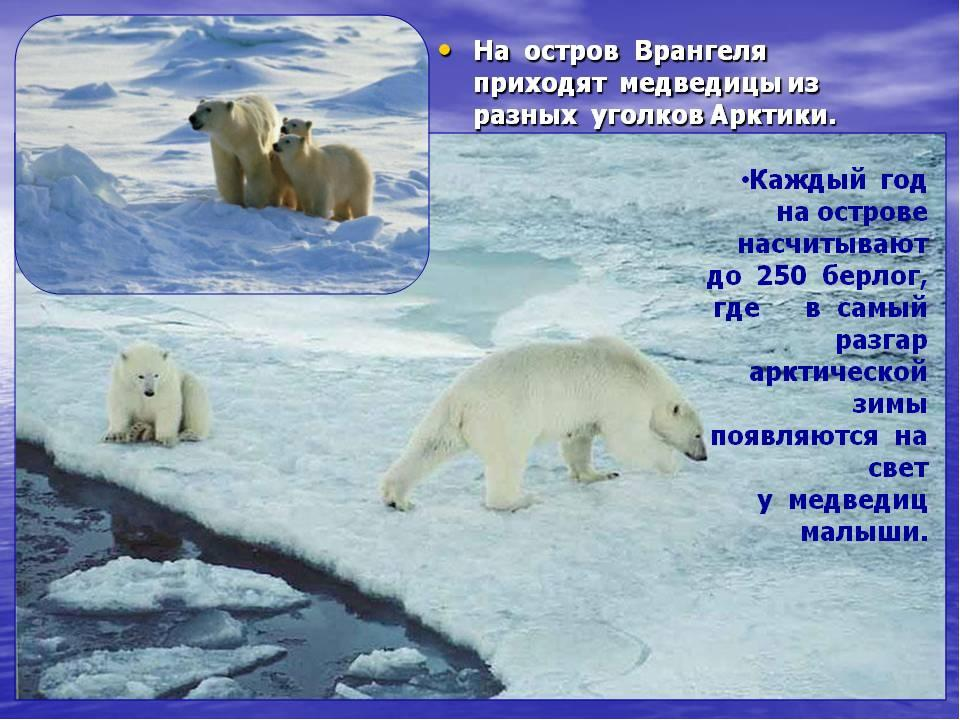 • На остров Врангеля
приходят медведицы из
разных уголков Арктики.
•Каждый год
на острове
насчитывают
до 250 берлог,
где в самый
разгар
арктической
зимы
появляются на
свет
у медведиц
малыши.